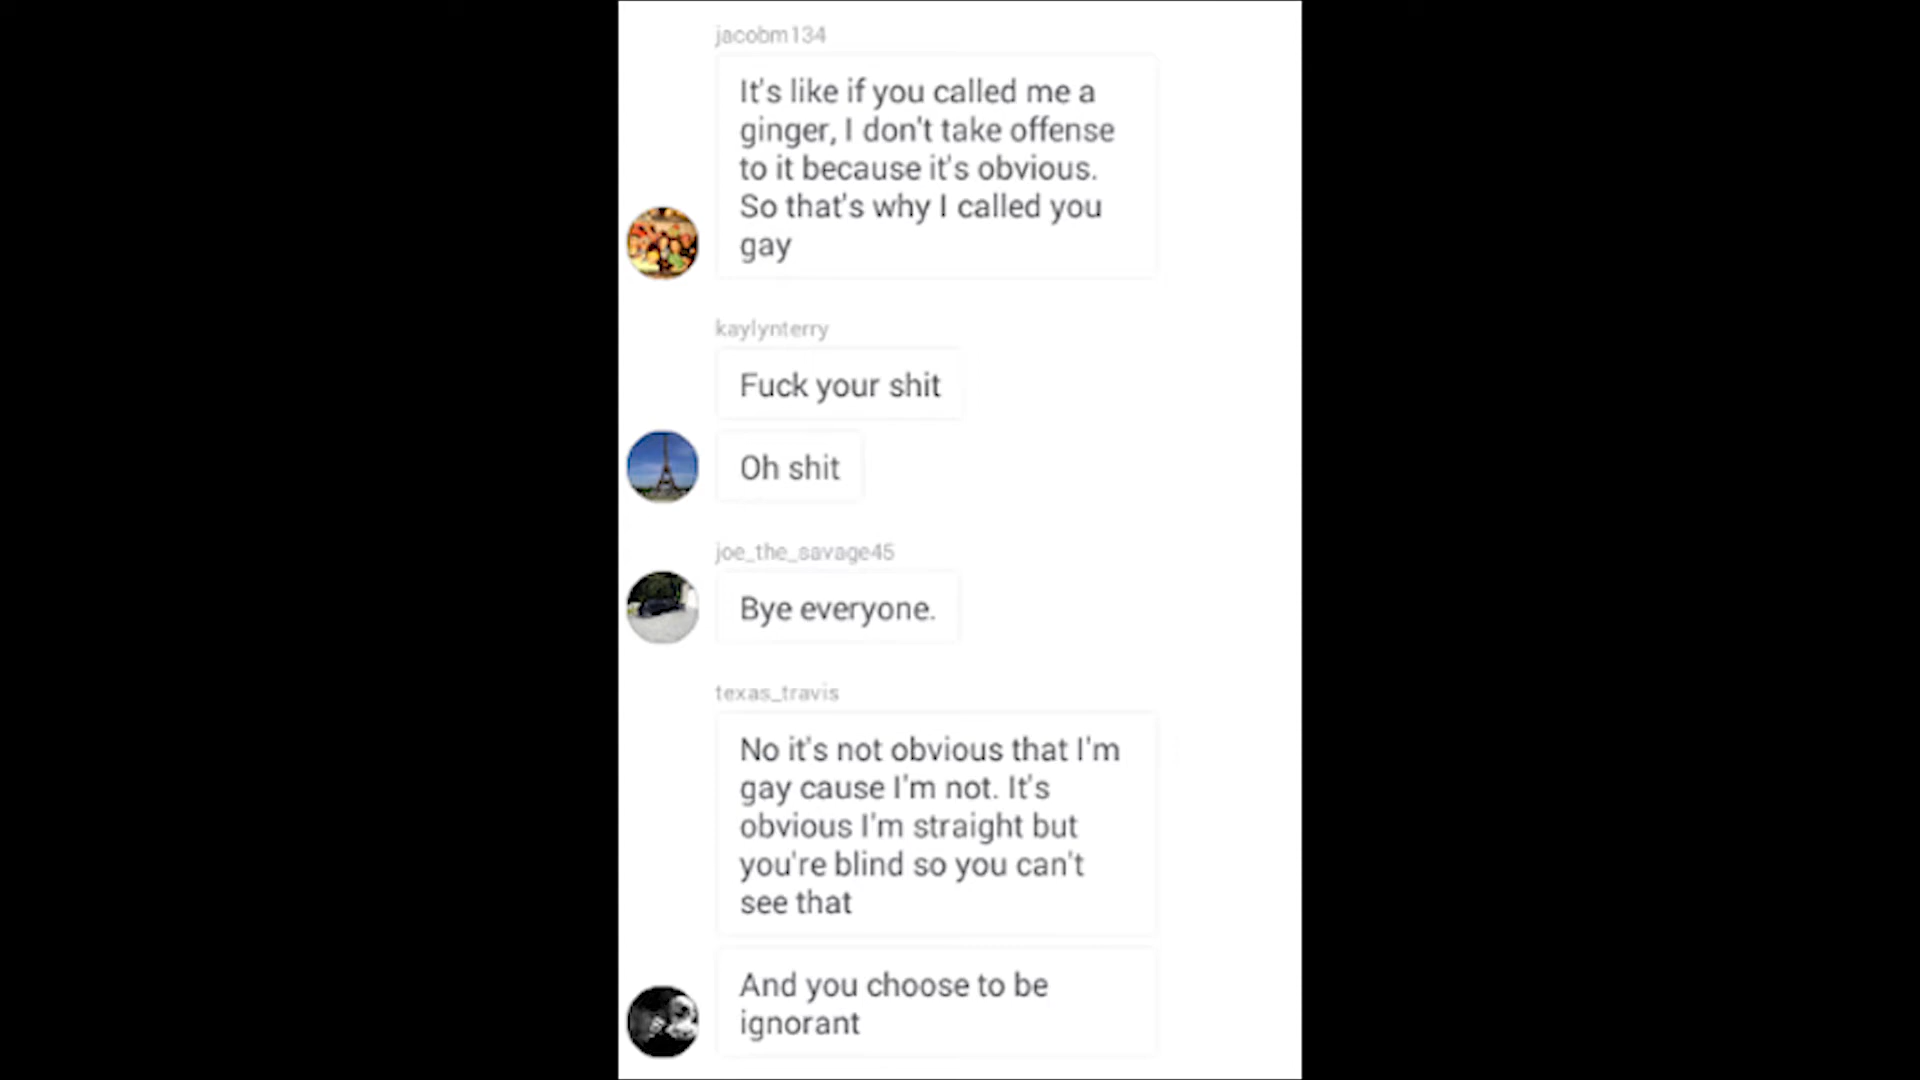 jacobm134
It's like if you called me a
ginger, I don't take offense
to it because it's obvious.
So that's why I called you
gay
kaylynterry
Fuck your shit
Oh shit
joe_the_savage45
Bye everyone.
texas_travis
No it's not obvious that I'm
gay cause I'm not. It's
obvious I'm straight but
you're blind so you can't
see that
And you choose to be
ignorant